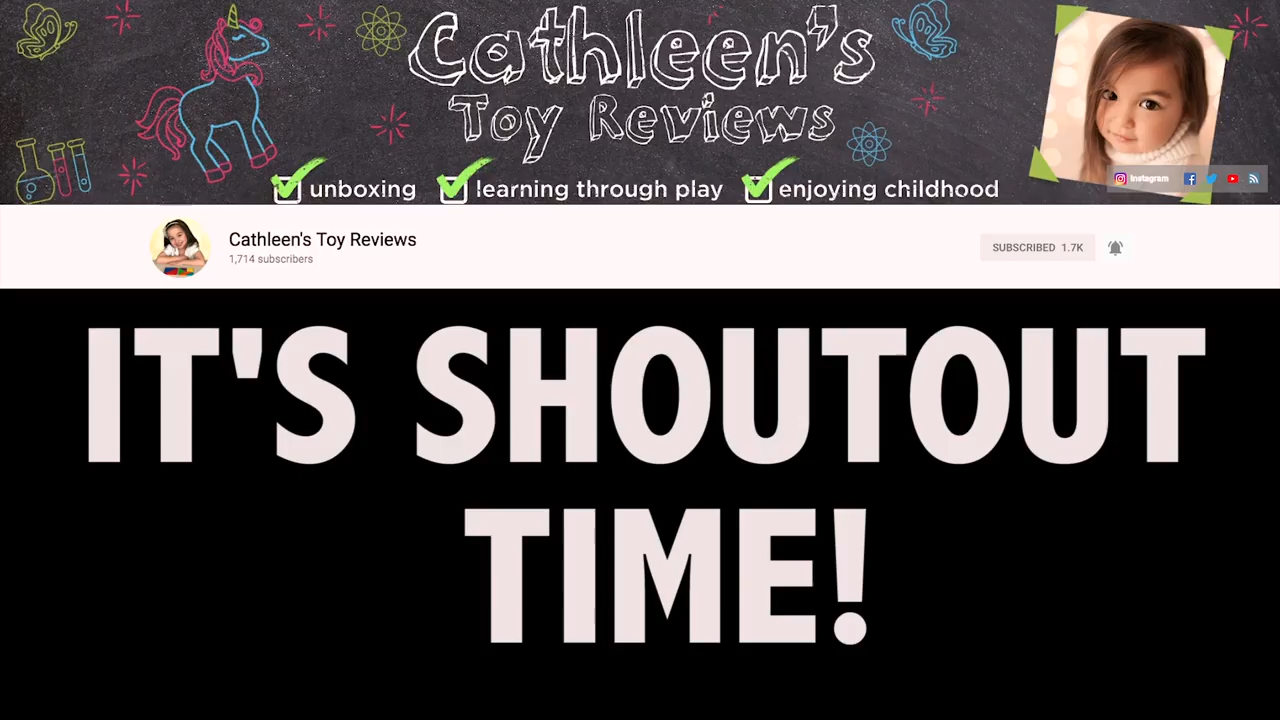 Cathleen's
Toy Reviews
unboxing learning through play enjoying childhood
Instagram
Cathleen's Toy Reviews
1,714 subscribers
SUBSCRIBED 1.7K
IT'S SHOUTOUT
TIME!